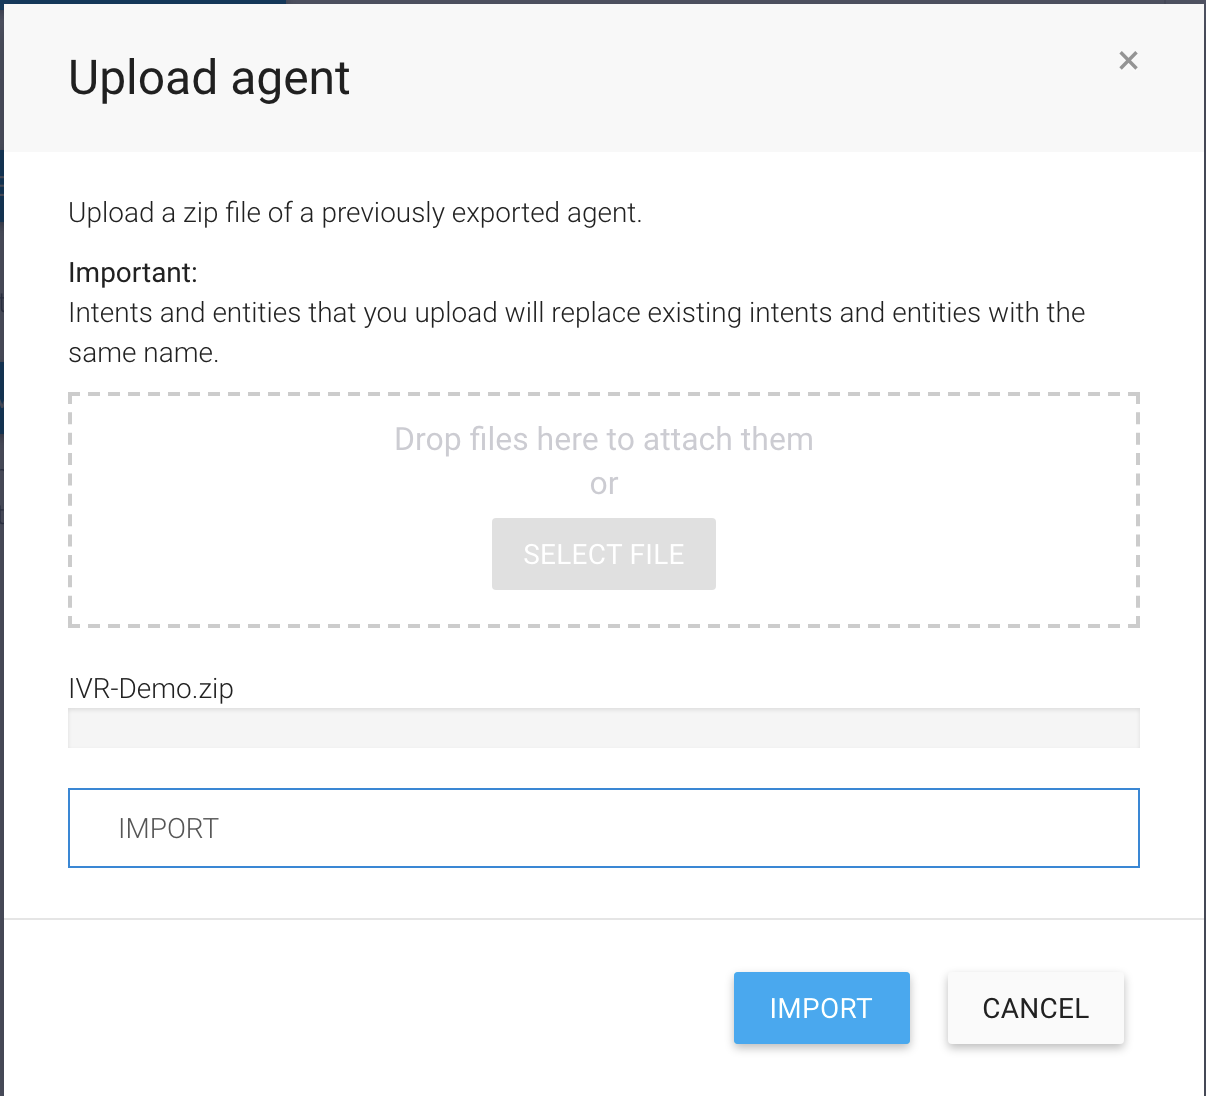 Upload agent
×
Upload a zip file of a previously exported agent.
Important:
Intents and entities that you upload will replace existing intents and entities with the
same name.
Drop files here to attach them
or
SELECT FILE
IVR-Demo.zip
IMPORT
IMPORT
CANCEL